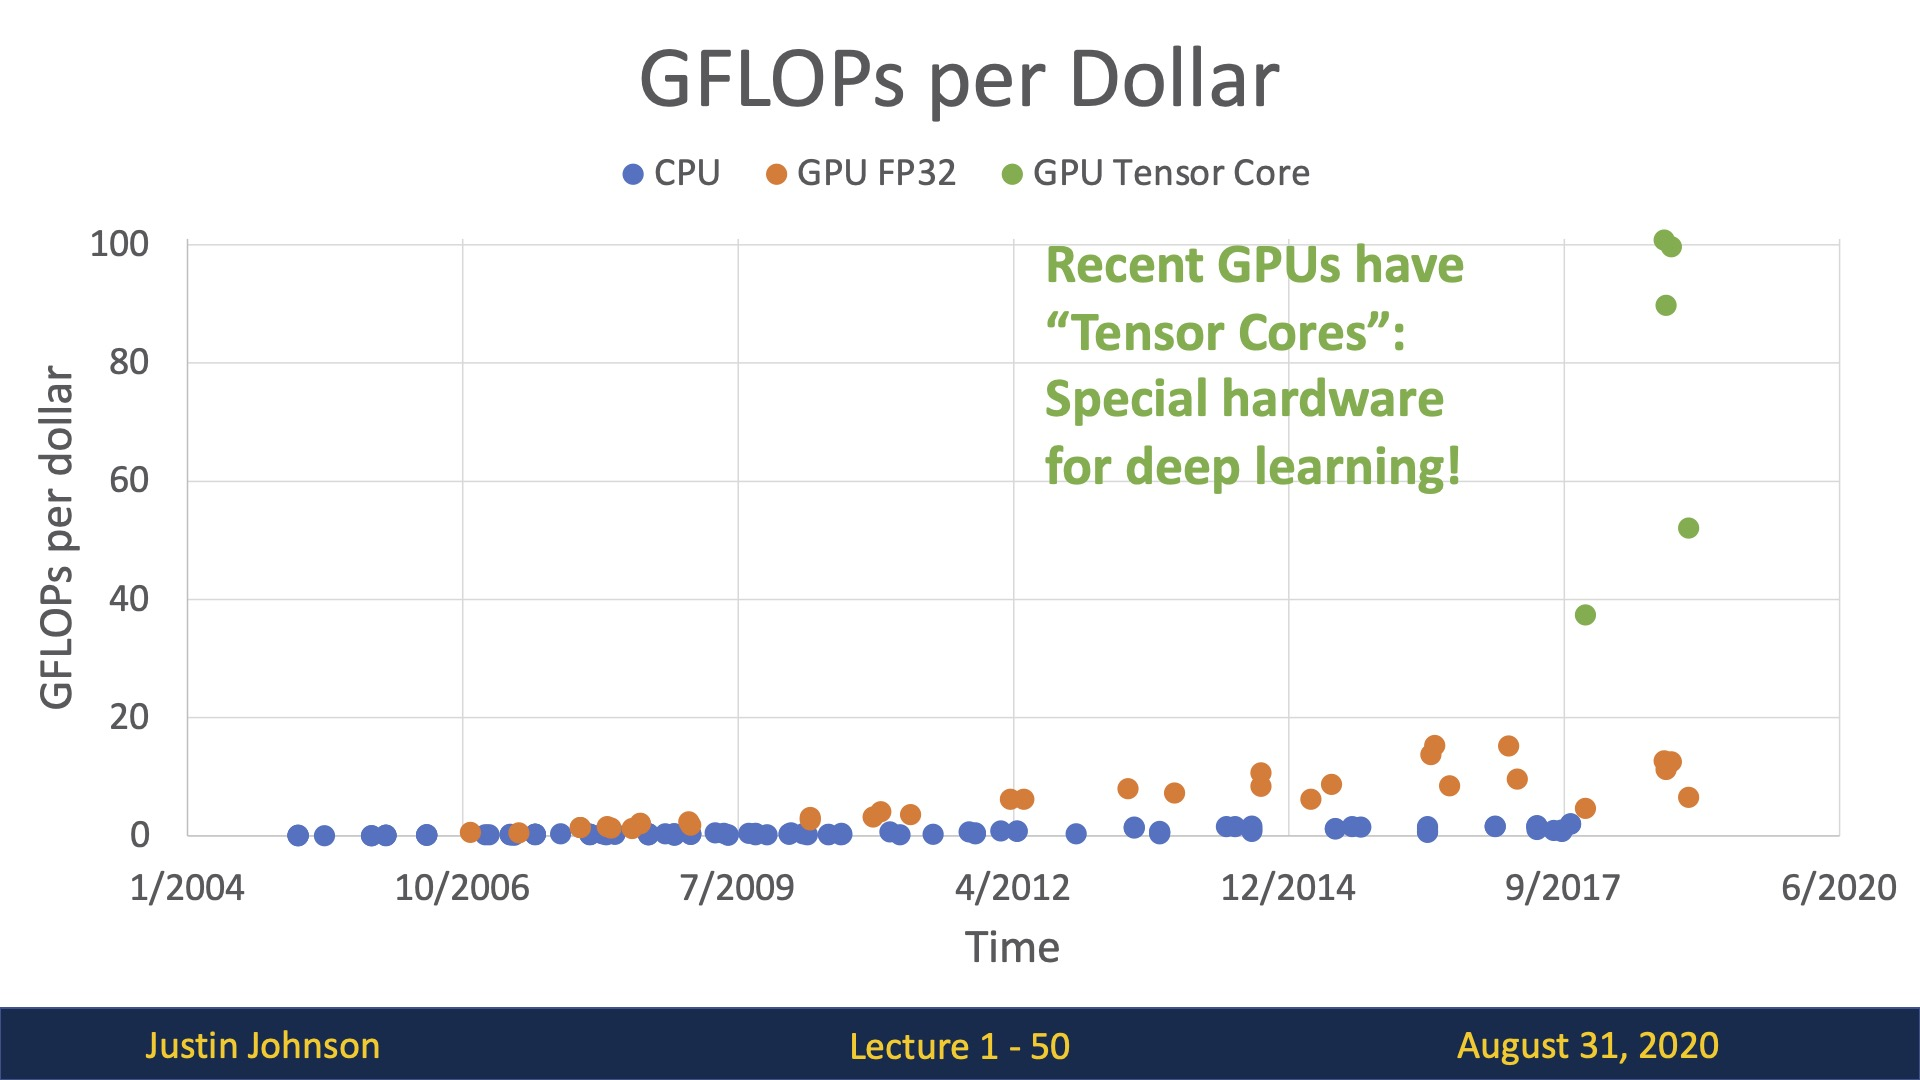 GFLOPs per Dollar
CPU GPU FP32 GPU Tensor Core
Recent GPUs have
“Tensor Cores”:
Special hardware
for deep learning!
GFLOPs per dollar
100
80
60
40
20
0
1/2004 10/2006 7/2009 4/2012 12/2014 9/2017 6/2020
Time
Justin Johnson
Lecture 1 - 50
August 31, 2020